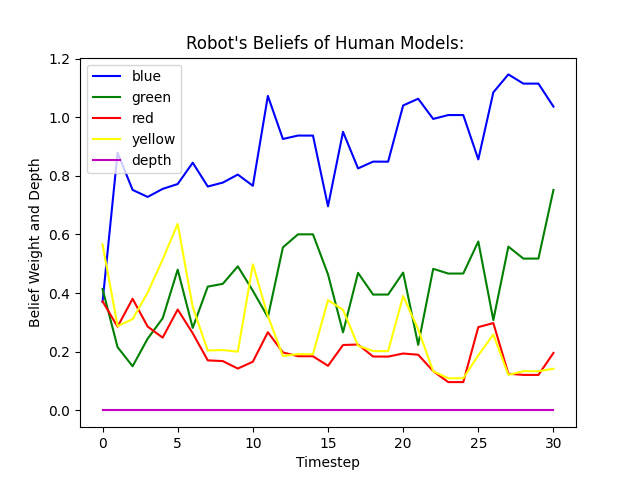 Robot's Beliefs of Human Models:
1.2
1.0
0.8
0.6
0.4
0.2
0.0
Belief Weight and Depth
blue
green
red
yellow
depth
0 5 10 15 20 25 30
Timestep